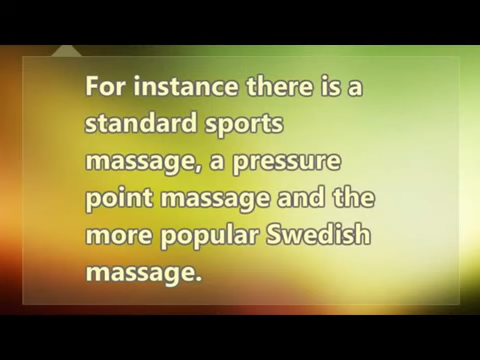 For instance there is a
standard sports
massage, a pressure
point massage and the
more popular Swedish
massage.